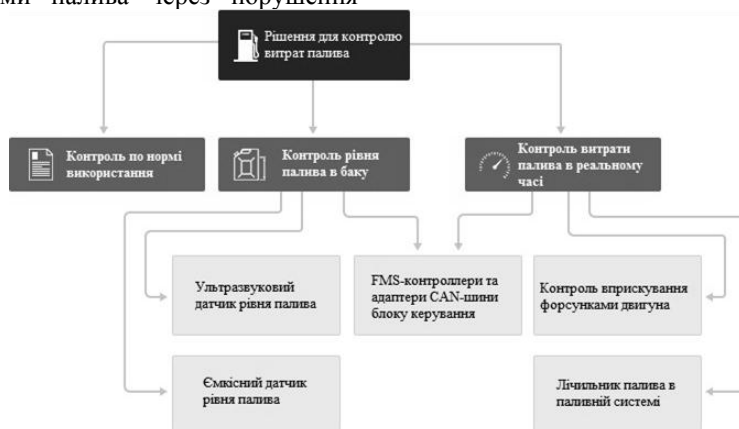 ми палива через порушення
Рішення для контролю
витрат палива
Контроль по нормі
використання
Контроль рівня
палива в баку
Контроль витрати
палива в реальному
часі
Ультразвуковий
датчик рівня палива
FMS-контроллери та
адаптери CAN-шини
блоку керування
Контроль вприскування
форсунками двигуна
Ємкісний датчик
рівня палива
Лічильник палива в
паливній системі